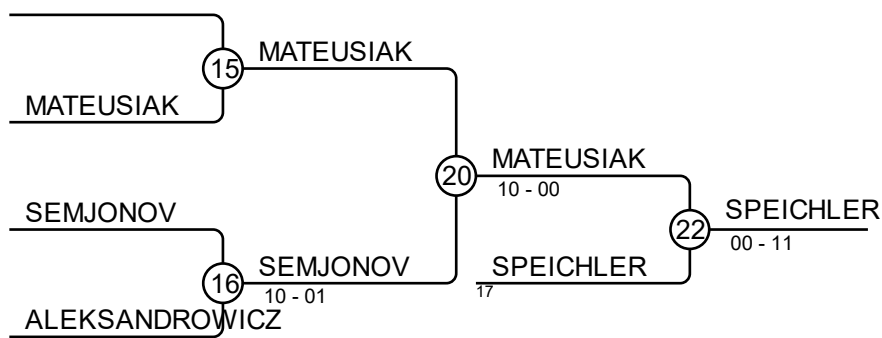 15
MATEUSIAK
MATEUSIAK
20
MATEUSIAK
10 - 00
SEMJONOV
22
SPEICHLER
00 - 11
16
SEMJONOV
10 - 01
SPEICHLER
17
ALEKSANDROWICZ